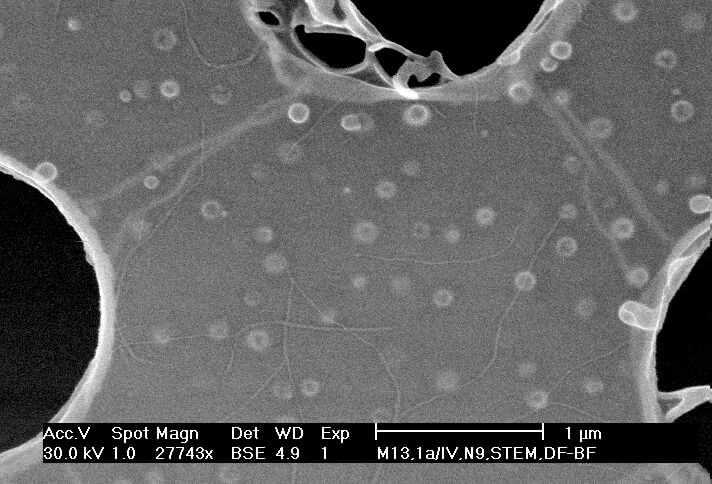 Acc.V Spot Magn Det WD Exp 1 µm
30.0 kV 1.0 27743x BSE 4.9 1 M13,1a/IV,N9,STEM,DF-BF